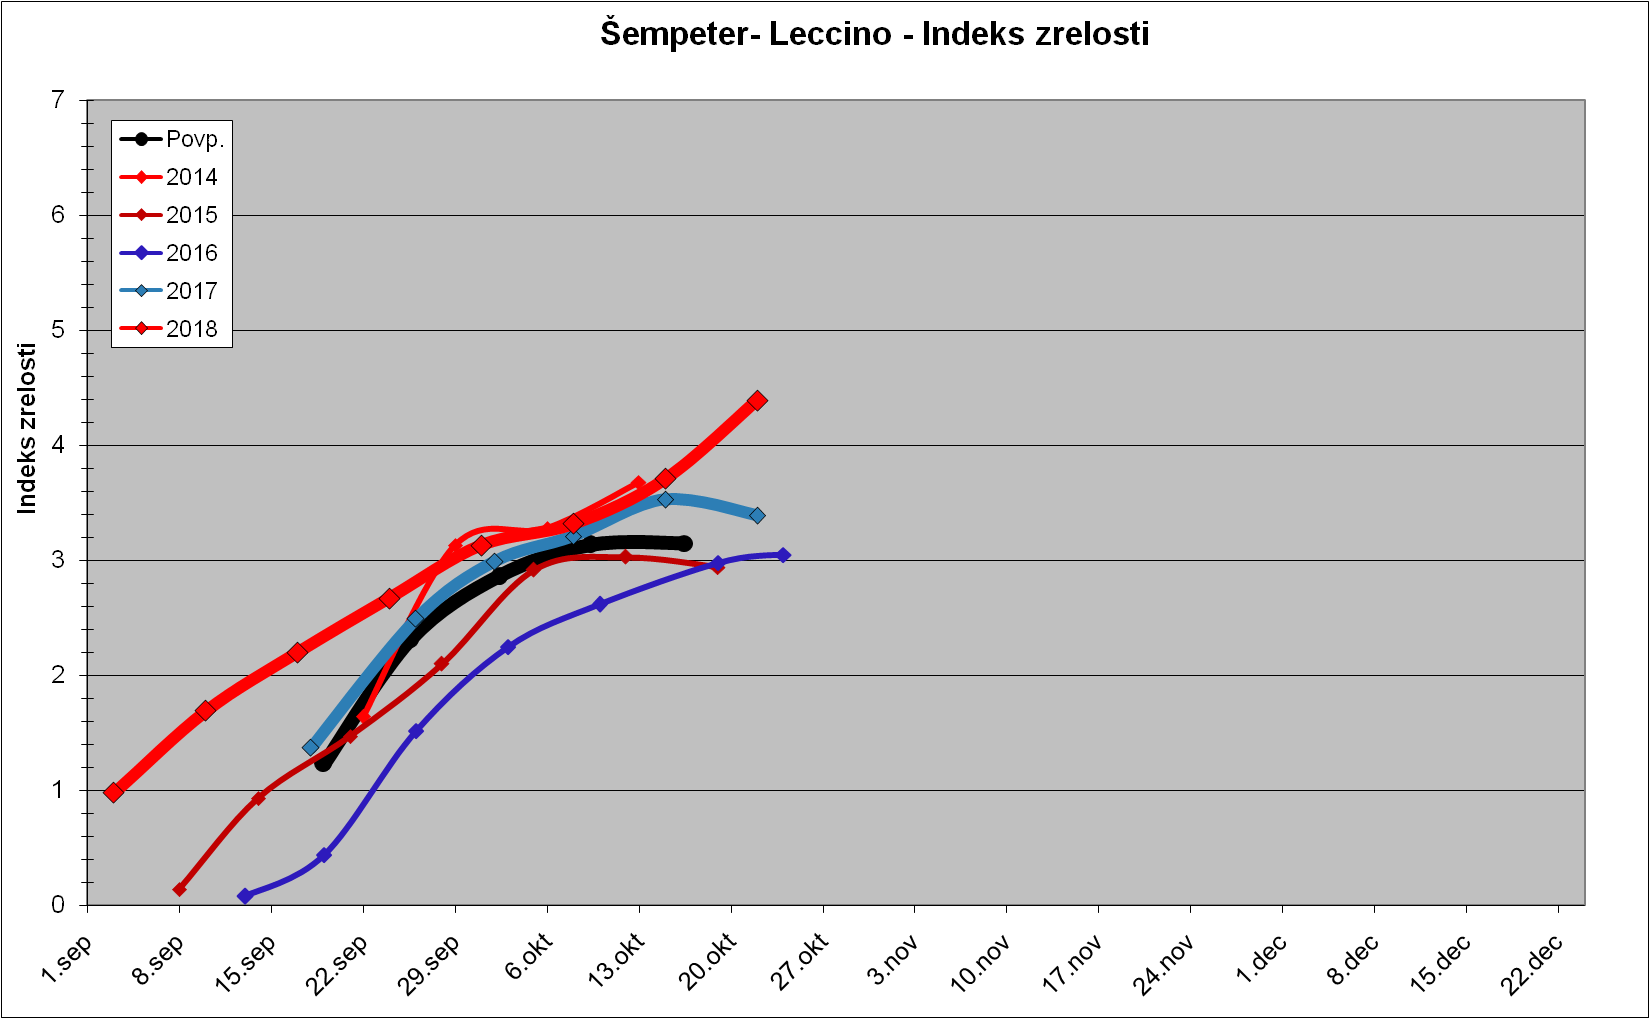 Šempeter- Leccino - Indeks zrelosti
Indeks zrelosti
7
6
5
4
3
2
1
0
Povp.
2014
2015
2016
2017
2018
1.sep
8.sep
15.sep
22.sep
29.sep
6.okt
13.okt
20.okt
27.okt
3.nov
10.nov
17.nov
24.nov
1.dec
8.dec
15.dec
22.dec